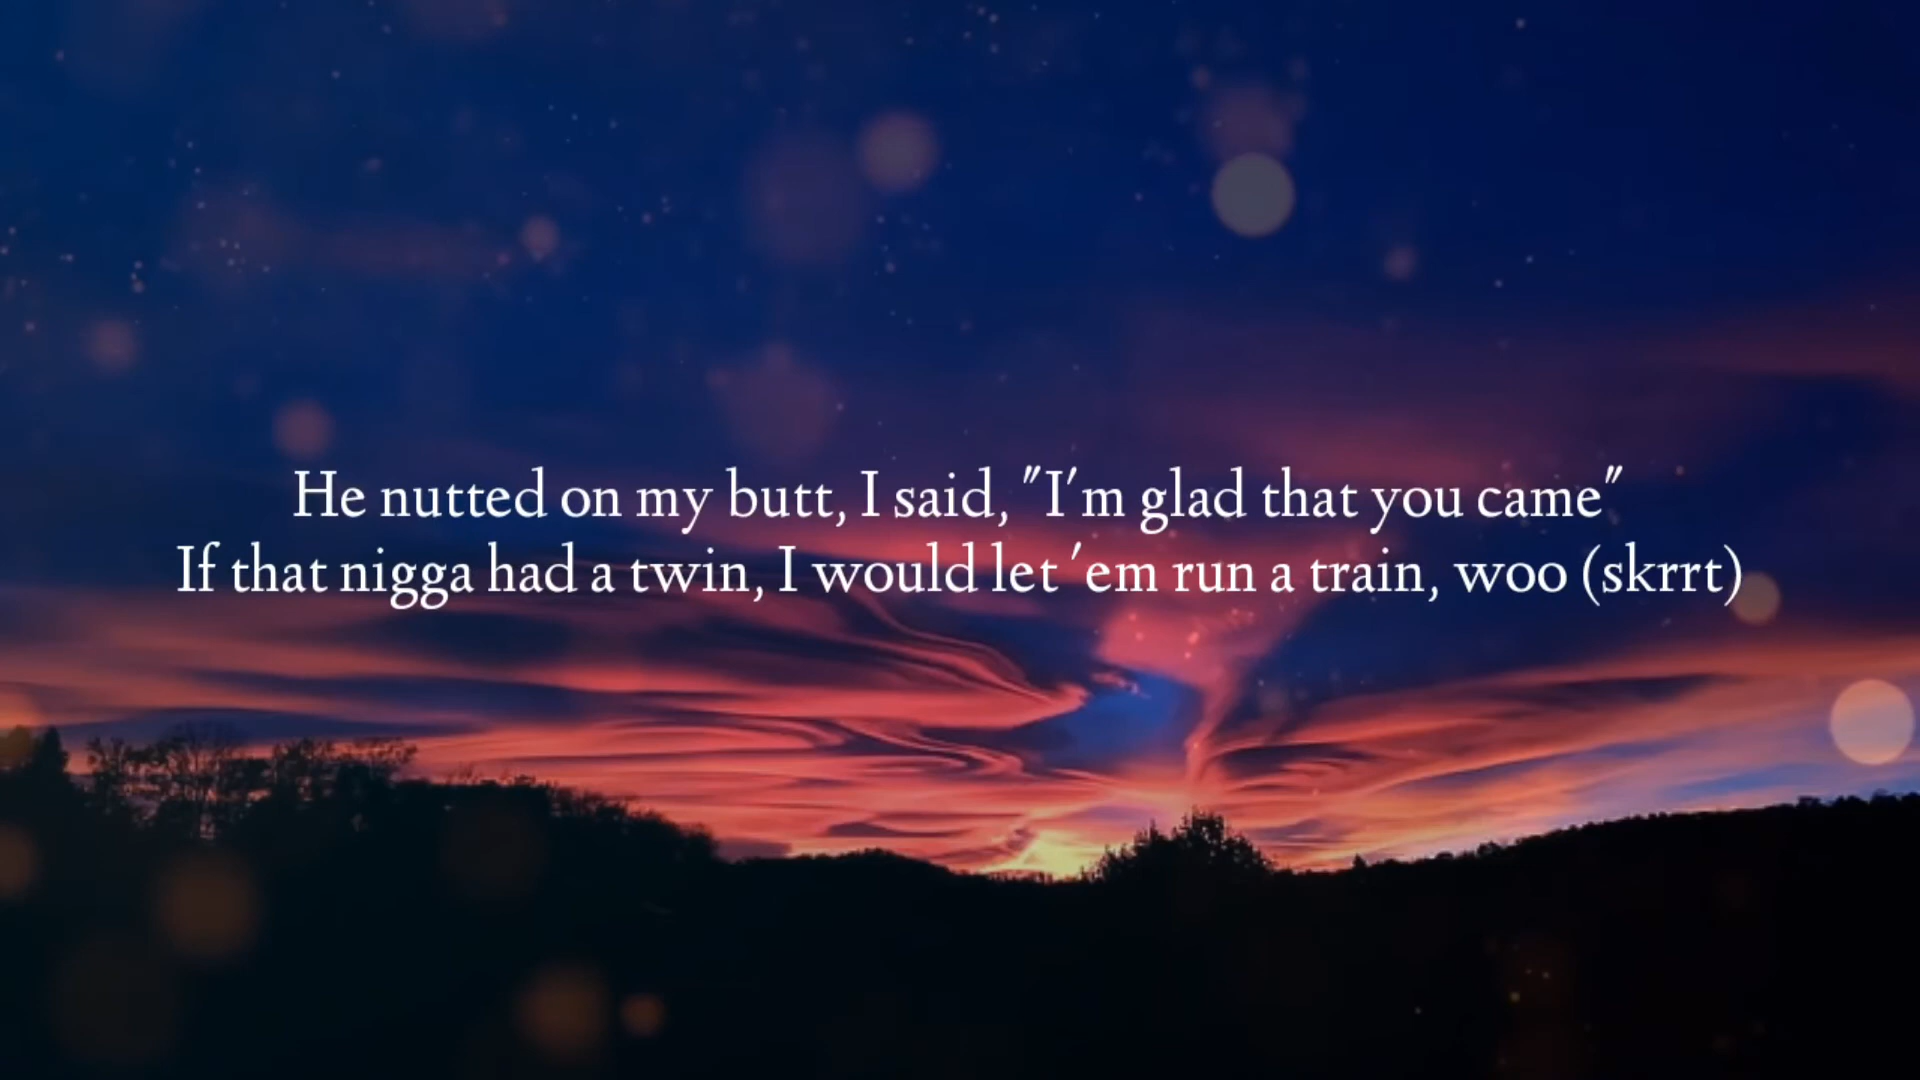 He nutted on my butt, I said, "I'm glad that you came"
If that nigga had a twin, I would let 'em run a train, woo (skrrt)